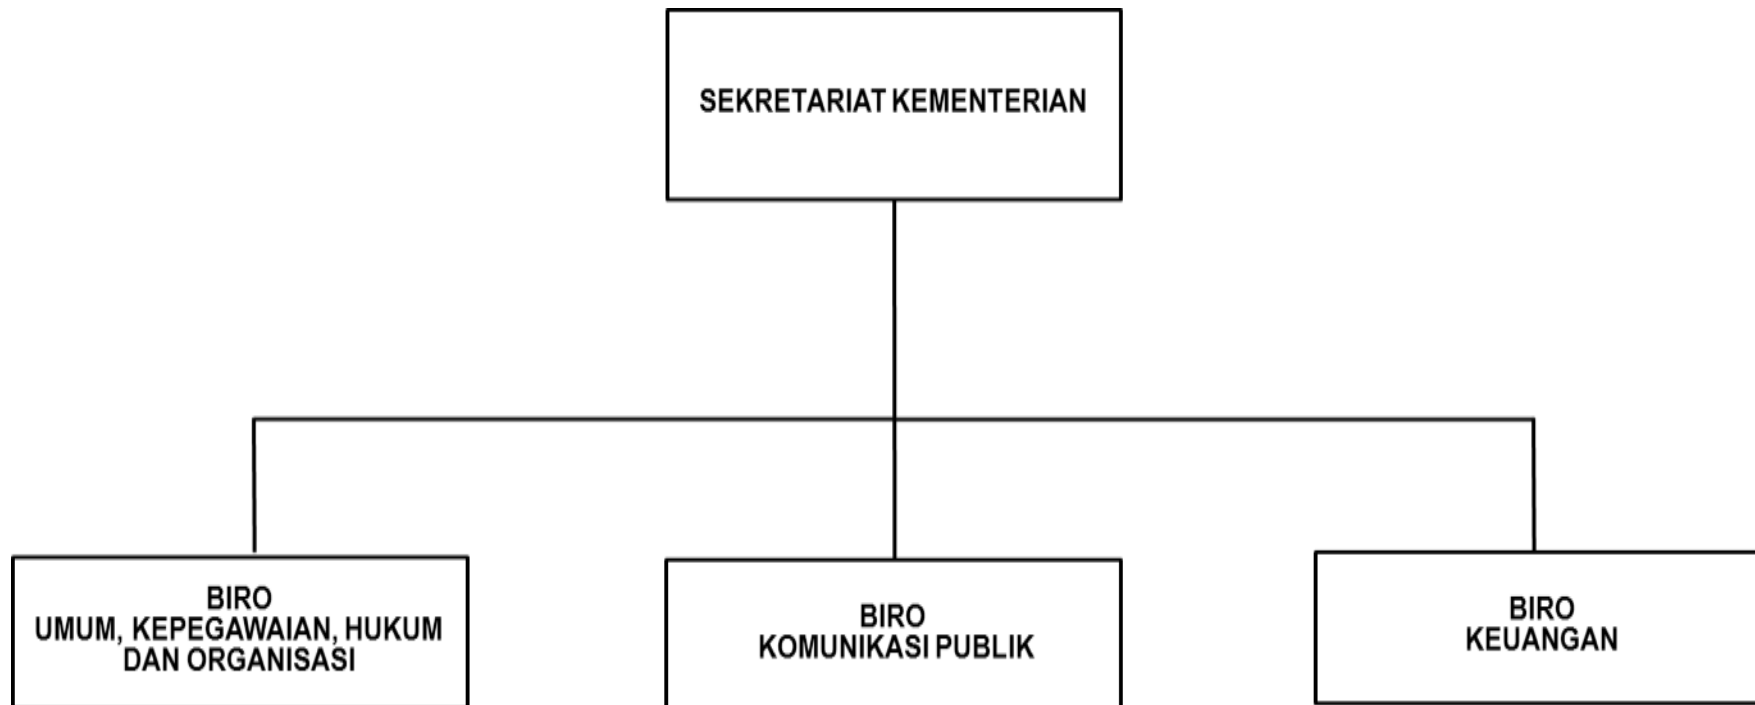 SEKRETARIAT KEMENTERIAN
BIRO
UMUM, KEPEGAWAIAN, HUKUM
DAN ORGANISASI
BIRO
KOMUNIKASI PUBLIK
BIRO
KEUANGAN